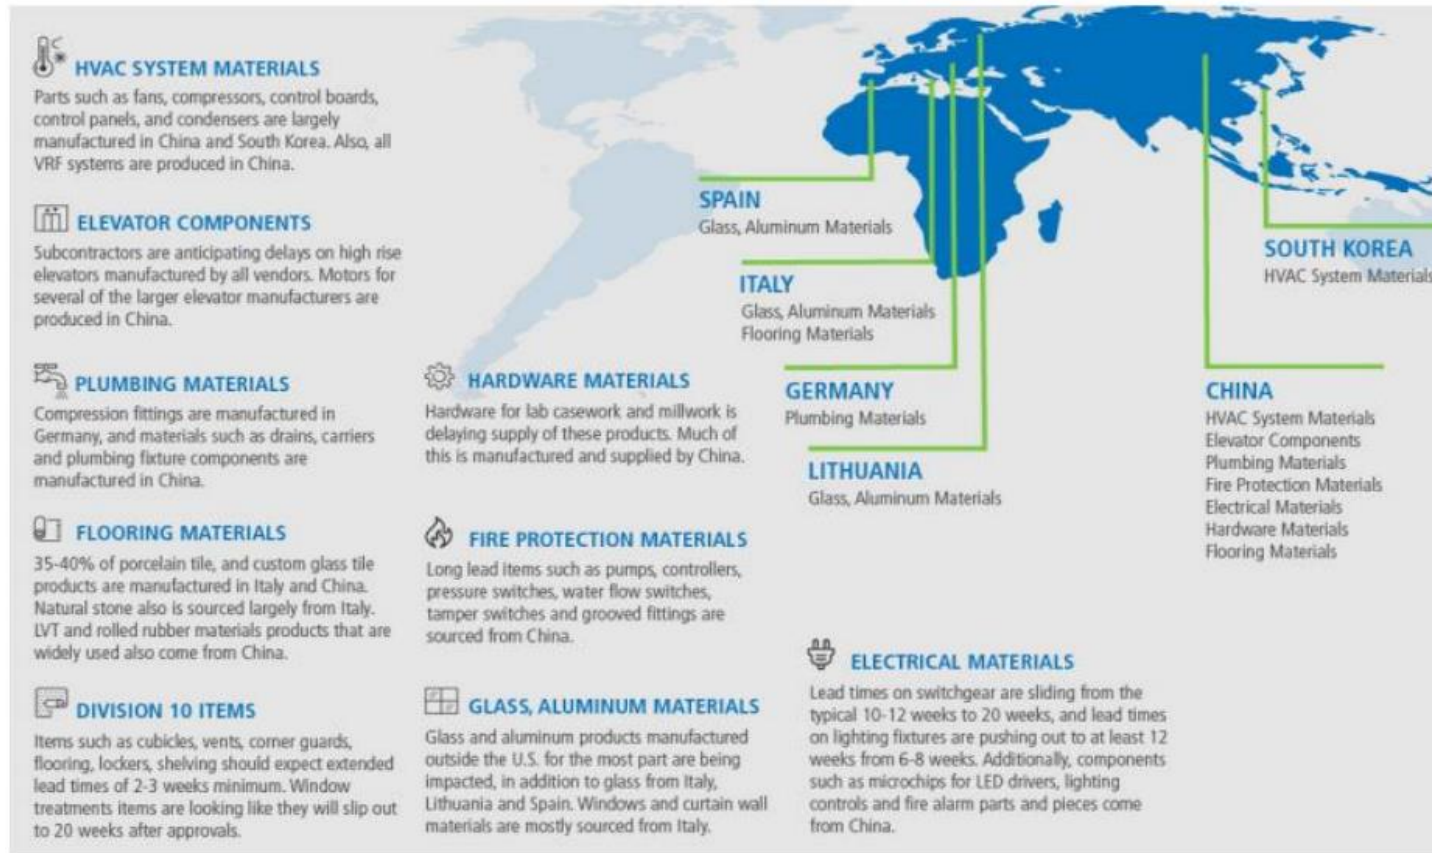 HVAC SYSTEM MATERIALS
Parts such as fans, compressors, control boards,
control panels, and condensers are largely
manufactured in China and South Korea. Also, all
VRF systems are produced in China.
ELEVATOR COMPONENTS
Subcontractors are anticipating delays on high rise
elevators manufactured by all vendors. Motors for
several of the larger elevator manufacturers are
produced in China.
PLUMBING MATERIALS
Compression fittings are manufactured in
Germany, and materials such as drains, carriers
and plumbing fixture components are
manufactured in China.
FLOORING MATERIALS
35-40% of porcelain tile, and custom glass tile
products are manufactured in Italy and China.
Natural stone also is sourced largely from Italy.
LVT and rolled rubber materials products that are
widely used also come from China.
DIVISION 10 ITEMS
Items such as cubicles, vents, corner guards,
flooring, lockers, shelving should expect extended
lead times of 2-3 weeks minimum. Window
treatments items are looking like they will slip out
to 20 weeks after approvals.
HARDWARE MATERIALS
Hardware for lab casework and millwork is
delaying supply of these products. Much of
this is manufactured and supplied by China.
FIRE PROTECTION MATERIALS
Long lead items such as pumps, controllers,
pressure switches, water flow switches,
tamper switches and grooved fittings are
sourced from China.
GLASS, ALUMINUM MATERIALS
Glass and aluminum products manufactured
outside the U.S. for the most part are being
impacted, in addition to glass from Italy,
Lithuania and Spain. Windows and curtain wall
materials are mostly sourced from Italy.
SPAIN
Glass, Aluminum Materials
ITALY
Glass, Aluminum Materials
Flooring Materials
GERMANY
Plumbing Materials
LITHUANIA
Glass, Aluminum Materials
ELECTRICAL MATERIALS
Lead times on switchgear are sliding from the
typical 10-12 weeks to 20 weeks, and lead times
on lighting fixtures are pushing out to at least 12
weeks from 6-8 weeks. Additionally, components
such as microchips for LED drivers, lighting
controls and fire alarm parts and pieces come
from China.
SOUTH KOREA
HVAC System Materials
CHINA
HVAC System Materials
Elevator Components
Plumbing Materials
Fire Protection Materials
Electrical Materials
Hardware Materials
Flooring Materials